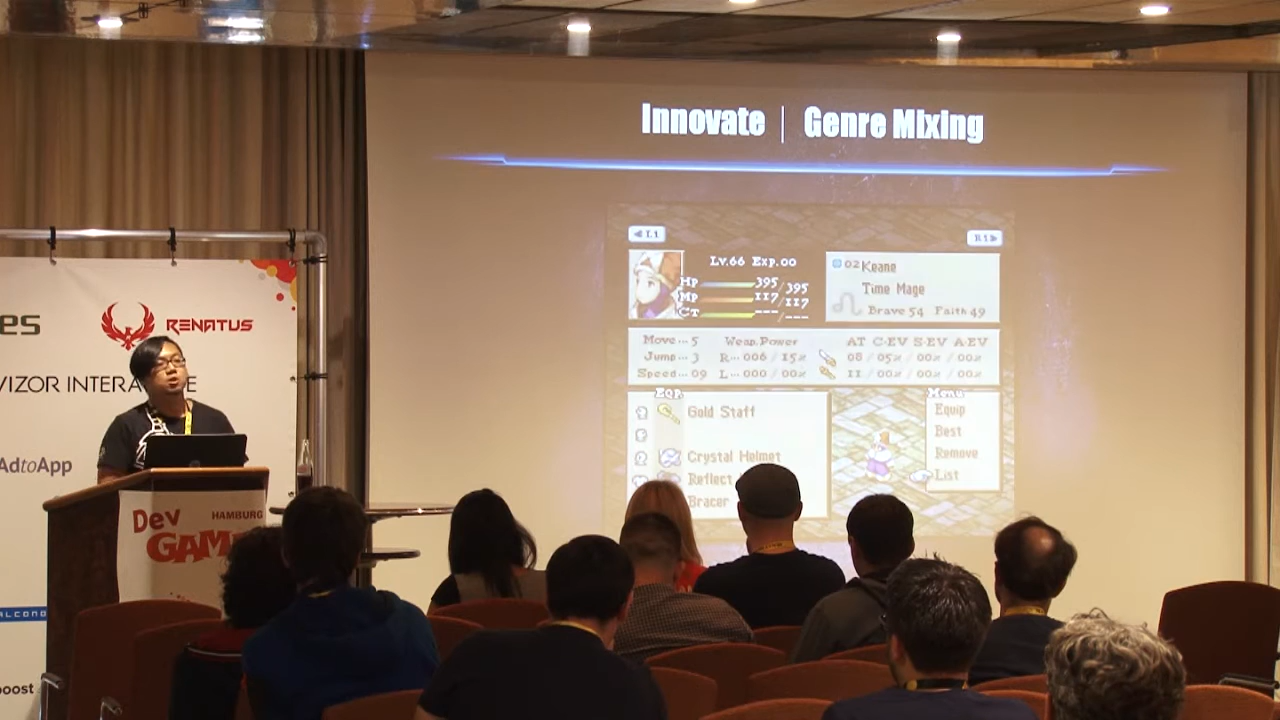 Innovate | Genre Mixing
L1
R1
Lv.66 Exp.00
Hp 395/395
Mp 117/117
Ct ---/---
02 Keane
Time Mage
Brave 54 Faith 49
Move... 5
Jump... 3
Speed... 09
Weap.Power
R... 006 / 15%
L... 000 / 00%
AT C-EV S-EV A-EV
08 / 05% / 00% / 00%
11 / 00% / 00% / 00%
Eqp.
Gold Staff
Crystal Helmet
Reflect
Bracer
Menu
Equip
Best
Remove
List
es
RENATUS
VIZOR INTERA
AdtoApp
Dev
HAMBURG
GAM
ALCONO
oost